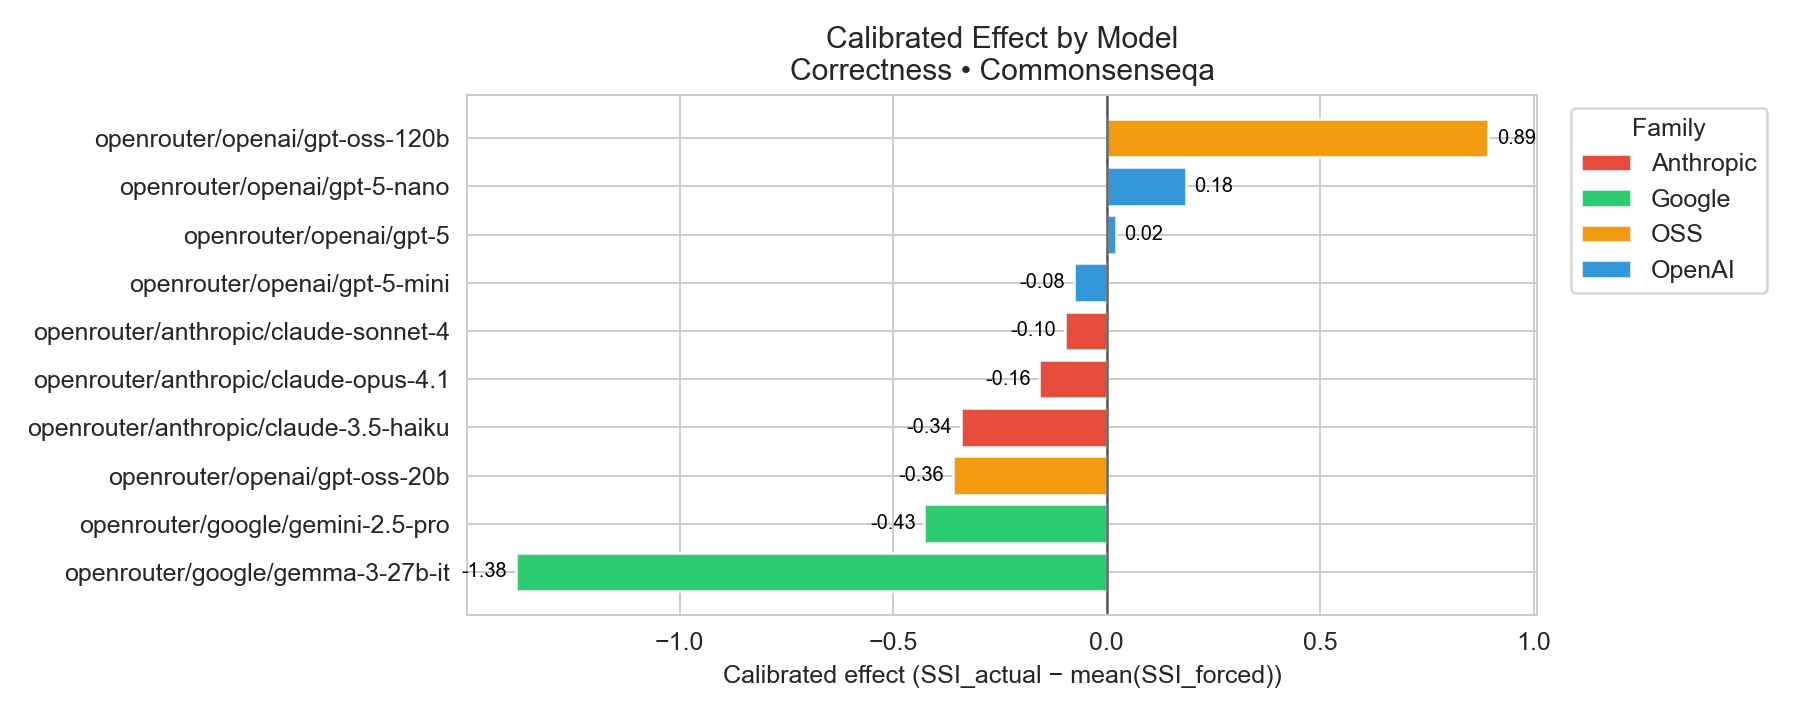 Calibrated Effect by Model
Correctness • Commonsenseqa
openrouter/openai/gpt-oss-120b
0.89
openrouter/openai/gpt-5-nano
0.18
openrouter/openai/gpt-5
0.02
openrouter/openai/gpt-5-mini
-0.08
openrouter/anthropic/claude-sonnet-4
-0.10
openrouter/anthropic/claude-opus-4.1
-0.16
openrouter/anthropic/claude-3.5-haiku
-0.34
openrouter/openai/gpt-oss-20b
-0.36
openrouter/google/gemini-2.5-pro
-0.43
openrouter/google/gemma-3-27b-it
-1.38
−1.0 −0.5 0.0 0.5 1.0
Calibrated effect (SSI_actual − mean(SSI_forced))
Family
Anthropic
Google
OSS
OpenAI